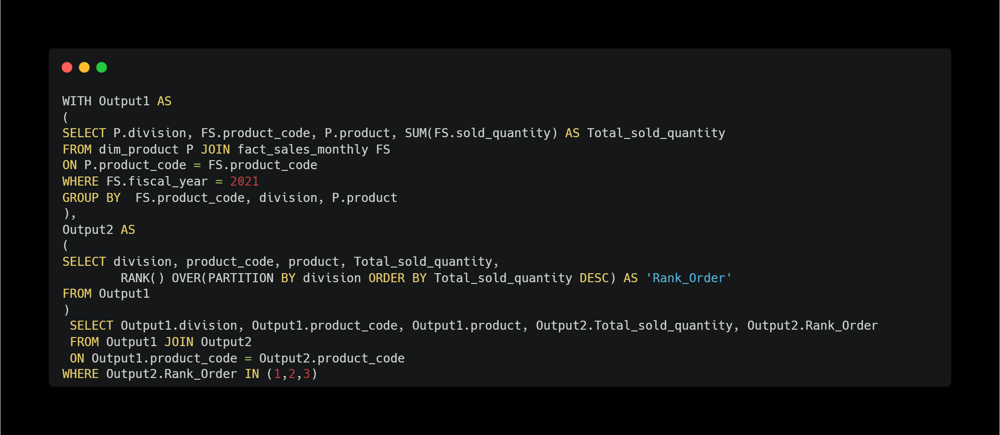 WITH Output1 AS
(
SELECT P.division, FS.product_code, P.product, SUM(FS.sold_quantity) AS Total_sold_quantity
FROM dim_product P JOIN fact_sales_monthly FS
ON P.product_code = FS.product_code
WHERE FS.fiscal_year = 2021
GROUP BY  FS.product_code, division, P.product
),
Output2 AS
(
SELECT division, product_code, product, Total_sold_quantity,
        RANK() OVER(PARTITION BY division ORDER BY Total_sold_quantity DESC) AS 'Rank_Order'
FROM Output1
)
 SELECT Output1.division, Output1.product_code, Output1.product, Output2.Total_sold_quantity, Output2.Rank_Order
 FROM Output1 JOIN Output2
 ON Output1.product_code = Output2.product_code
WHERE Output2.Rank_Order IN (1,2,3)